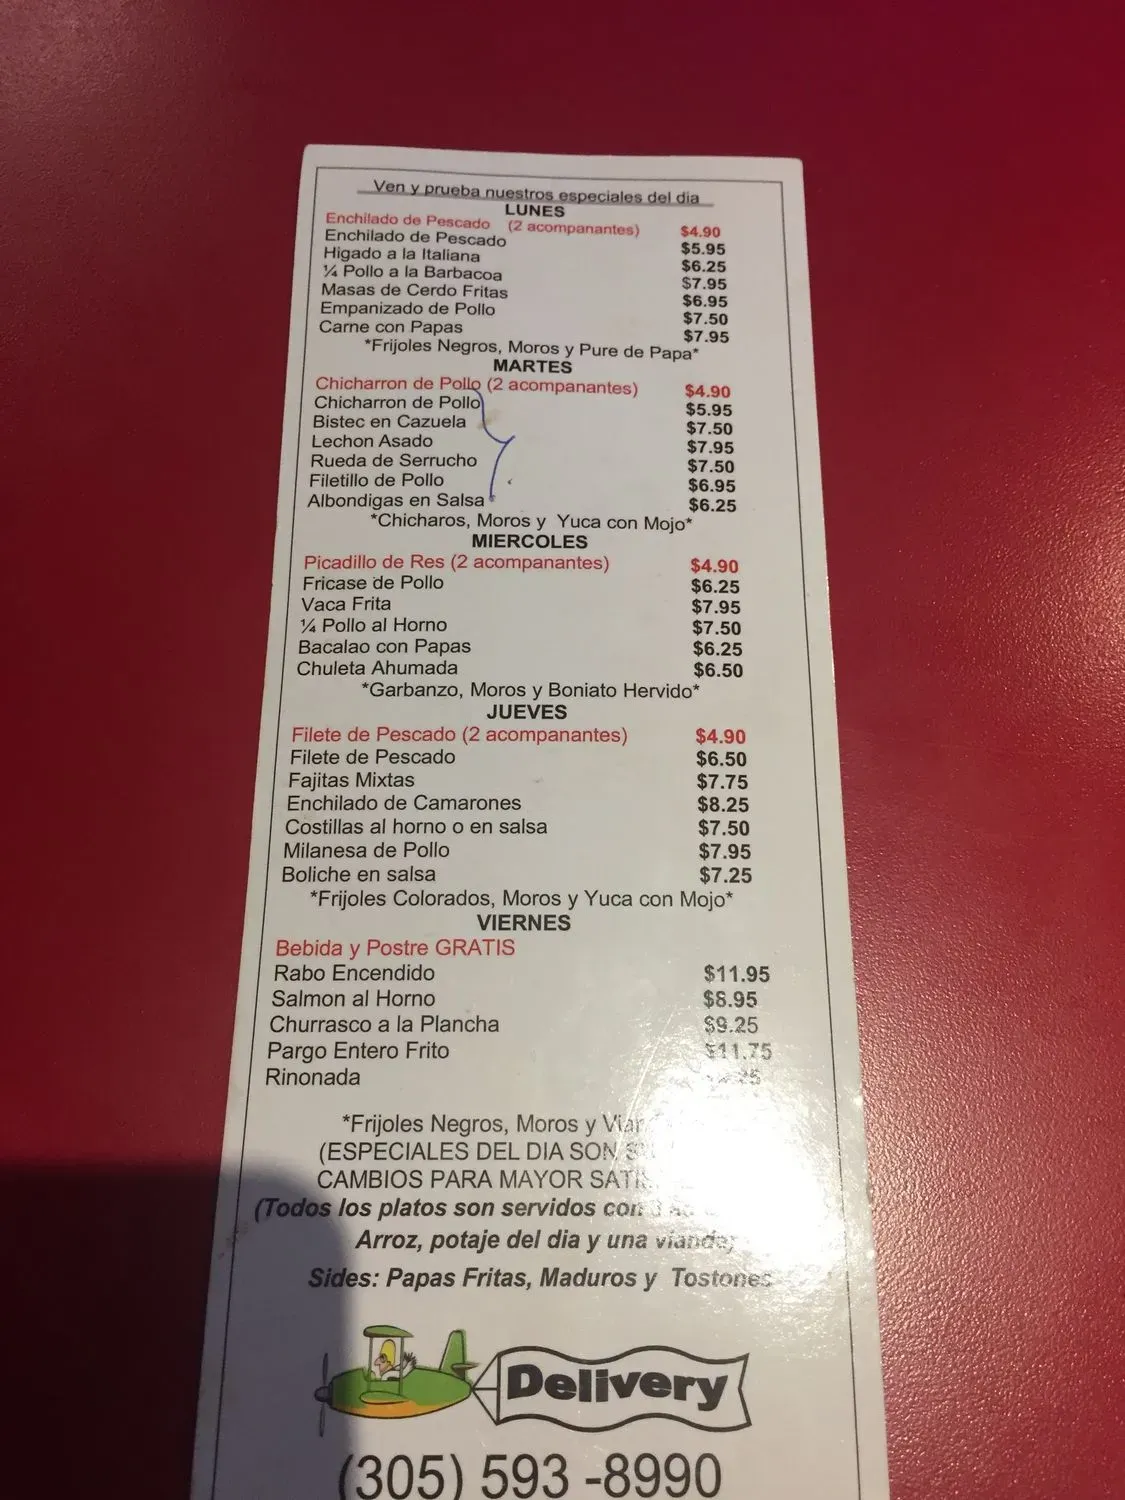 Ven y prueba nuestros especiales del dia
LUNES
Enchilado de Pescado (2 acompanantes) $4.90
Enchilado de Pescado $5.95
Higado a la Italiana $6.25
¼ Pollo a la Barbacoa $7.95
Masas de Cerdo Fritas $6.95
Empanizado de Pollo $7.50
Carne con Papas $7.95
*Frijoles Negros, Moros y Pure de Papa*
MARTES
Chicharron de Pollo (2 acompanantes) $4.90
Chicharron de Pollo $5.95
Bistec en Cazuela $7.50
Lechon Asado $7.95
Rueda de Serrucho $7.50
Filetillo de Pollo $6.95
Albondigas en Salsa $6.25
*Chicharos, Moros y Yuca con Mojo*
MIERCOLES
Picadillo de Res (2 acompanantes) $4.90
Fricase de Pollo $6.25
Vaca Frita $7.95
¼ Pollo al Horno $7.50
Bacalao con Papas $6.25
Chuleta Ahumada $6.50
*Garbanzo, Moros y Boniato Hervido*
JUEVES
Filete de Pescado (2 acompanantes) $4.90
Filete de Pescado $6.50
Fajitas Mixtas $7.75
Enchilado de Camarones $8.25
Costillas al horno o en salsa $7.50
Milanesa de Pollo $7.95
Boliche en salsa $7.25
*Frijoles Colorados, Moros y Yuca con Mojo*
VIERNES
Bebida y Postre GRATIS
Rabo Encendido $11.95
Salmon al Horno $8.95
Churrasco a la Plancha $9.25
Pargo Entero Frito $11.75
Rinonada
*Frijoles Negros, Moros y
(ESPECIALES DEL DIA SON
CAMBIOS PARA MAYOR
(Todos los platos son servidos con
Arroz, potaje del dia y una vianda)
Sides: Papas Fritas, Maduros y Tostones
Delivery
(305) 593 -8990